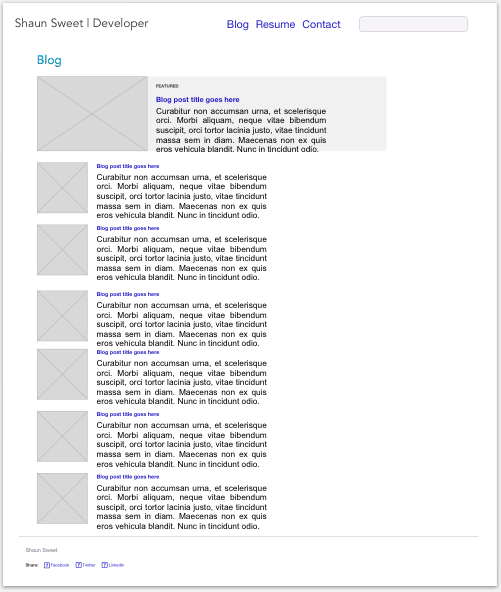 Shaun Sweet | Developer
Blog Resume Contact
Blog
FEATURED
Blog post title goes here
Curabitur non accumsan urna, et scelerisque
orci. Morbi aliquam, neque vitae bibendum
suscipit, orci tortor lacinia justo, vitae tincidunt
massa sem in diam. Maecenas non ex quis
eros vehicula blandit. Nunc in tincidunt odio.
Blog post title goes here
Curabitur non accumsan urna, et scelerisque
orci. Morbi aliquam, neque vitae bibendum
suscipit, orci tortor lacinia justo, vitae tincidunt
massa sem in diam. Maecenas non ex quis
eros vehicula blandit. Nunc in tincidunt odio.
Blog post title goes here
Curabitur non accumsan urna, et scelerisque
orci. Morbi aliquam, neque vitae bibendum
suscipit, orci tortor lacinia justo, vitae tincidunt
massa sem in diam. Maecenas non ex quis
eros vehicula blandit. Nunc in tincidunt odio.
Blog post title goes here
Curabitur non accumsan urna, et scelerisque
orci. Morbi aliquam, neque vitae bibendum
suscipit, orci tortor lacinia justo, vitae tincidunt
massa sem in diam. Maecenas non ex quis
eros vehicula blandit. Nunc in tincidunt odio.
Blog post title goes here
Curabitur non accumsan urna, et scelerisque
orci. Morbi aliquam, neque vitae bibendum
suscipit, orci tortor lacinia justo, vitae tincidunt
massa sem in diam. Maecenas non ex quis
eros vehicula blandit. Nunc in tincidunt odio.
Blog post title goes here
Curabitur non accumsan urna, et scelerisque
orci. Morbi aliquam, neque vitae bibendum
suscipit, orci tortor lacinia justo, vitae tincidunt
massa sem in diam. Maecenas non ex quis
eros vehicula blandit. Nunc in tincidunt odio.
Blog post title goes here
Curabitur non accumsan urna, et scelerisque
orci. Morbi aliquam, neque vitae bibendum
suscipit, orci tortor lacinia justo, vitae tincidunt
massa sem in diam. Maecenas non ex quis
eros vehicula blandit. Nunc in tincidunt odio.
Shaun Sweet
Share: Facebook Twitter LinkedIn